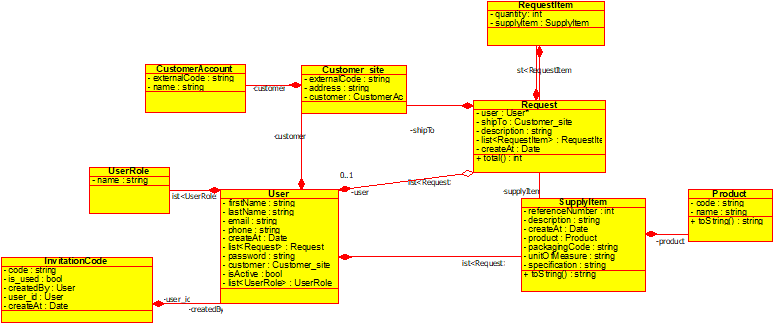 RequestItem
- quantity: int
- supplyItem : SupplyItem
CustomerAccount
- externalCode : string
- name : string
-customer
Customer_site
- externalCode : string
- address : string
- customer : CustomerAc
-customer
-shipTo
st<RequestItem
Request
- user : User*
- shipTo : Customer_site
- description : string
- list<RequestItem> : RequestIte
- createAt : Date
+ total() : int
UserRole
- name : string
ist<UserRole
0..1
-user
list<Request:
-supplyItem
User
- firstName : string
- lastName : string
- email : string
- phone : string
- createAt : Date
- list<Request> : Request
- password : string
- customer : Customer_site
- isActive : bool
- list<UserRole> : UserRole
SupplyItem
- referenceNumber : int
- description : string
- createAt : Date
- product : Product
- packagingCode : string
- unitOfMeasure : string
- specification : string
+ toString() : string
ist<Request:
Product
- code : string
- name : string
+ toString() : string
-product
InvitationCode
- code : string
- is_used : bool
- createdBy : User
- user_id : User
- createAt : Date
-user_id
-createdBy